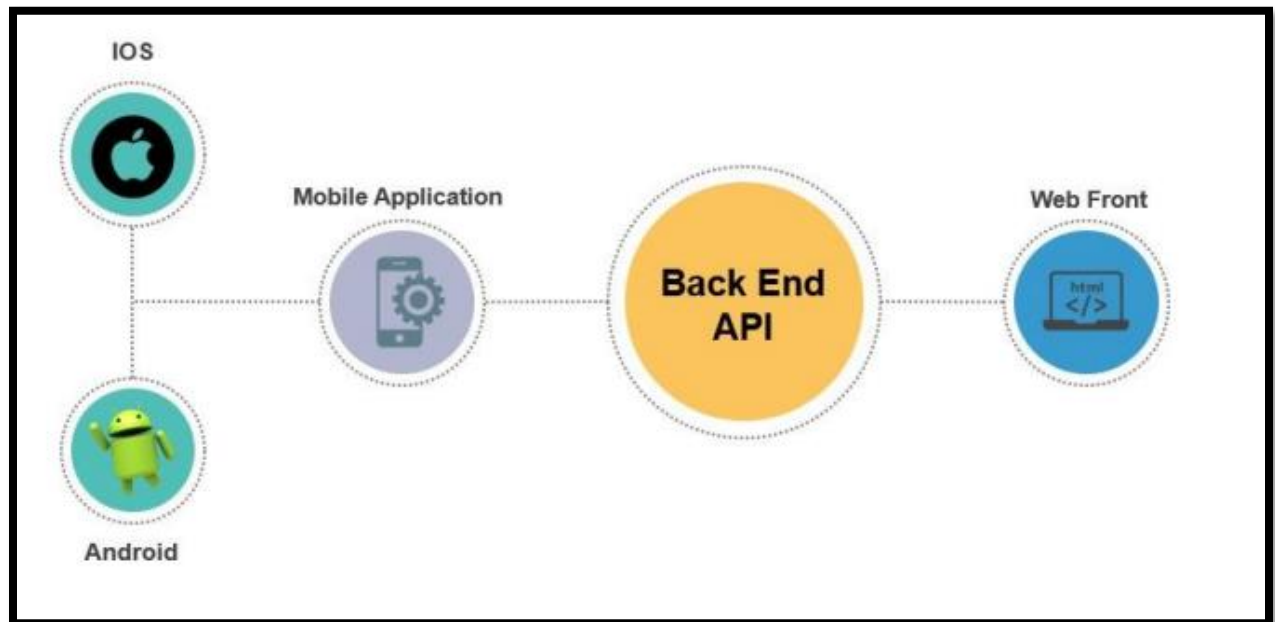 IOS
Mobile Application
Web Front
Back End
API
html
</>
Android